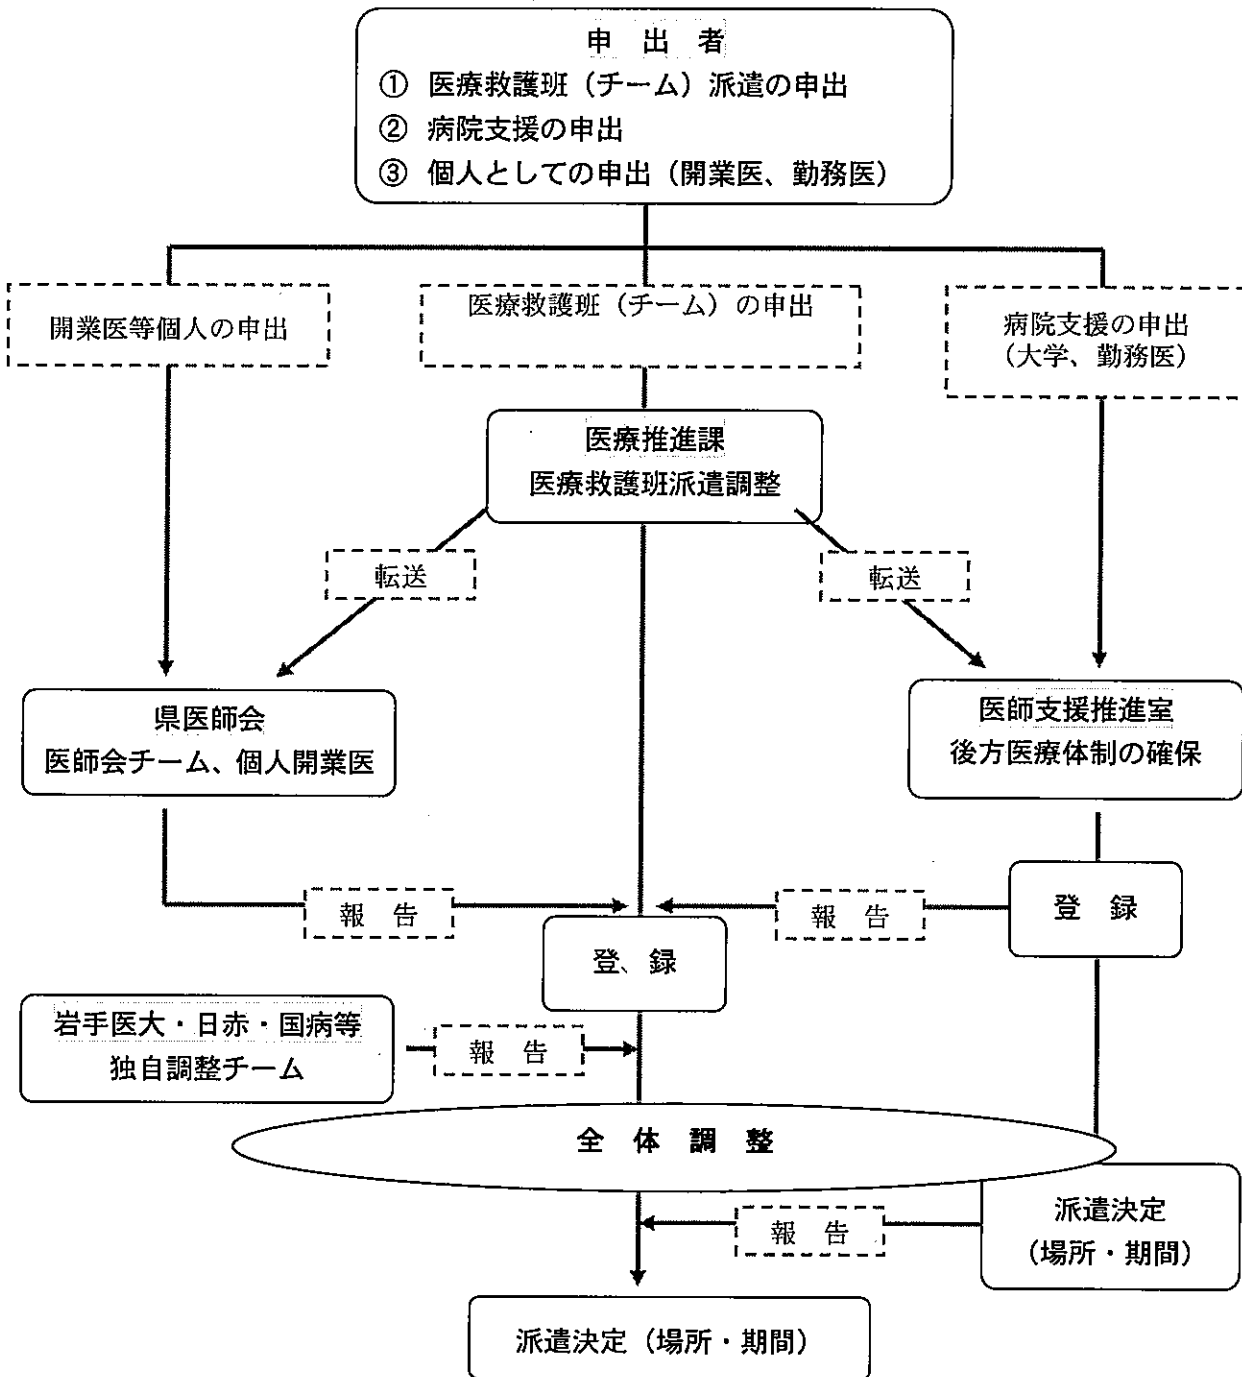 申 出 者
① 医療救護班（チーム）派遣の申出
② 病院支援の申出
③ 個人としての申出（開業医、勤務医）
開業医等個人の申出
医療救護班（チーム）の申出
病院支援の申出
（大学、勤務医）
医療推進課
医療救護班派遣調整
転送
転送
県医師会
医師会チーム、個人開業医
医師支援推進室
後方医療体制の確保
報 告
報 告
登 録
登、録
岩手医大・日赤・国病等
独自調整チーム
報 告
全 体 調 整
報 告
派遣決定
（場所・期間）
派遣決定（場所・期間）